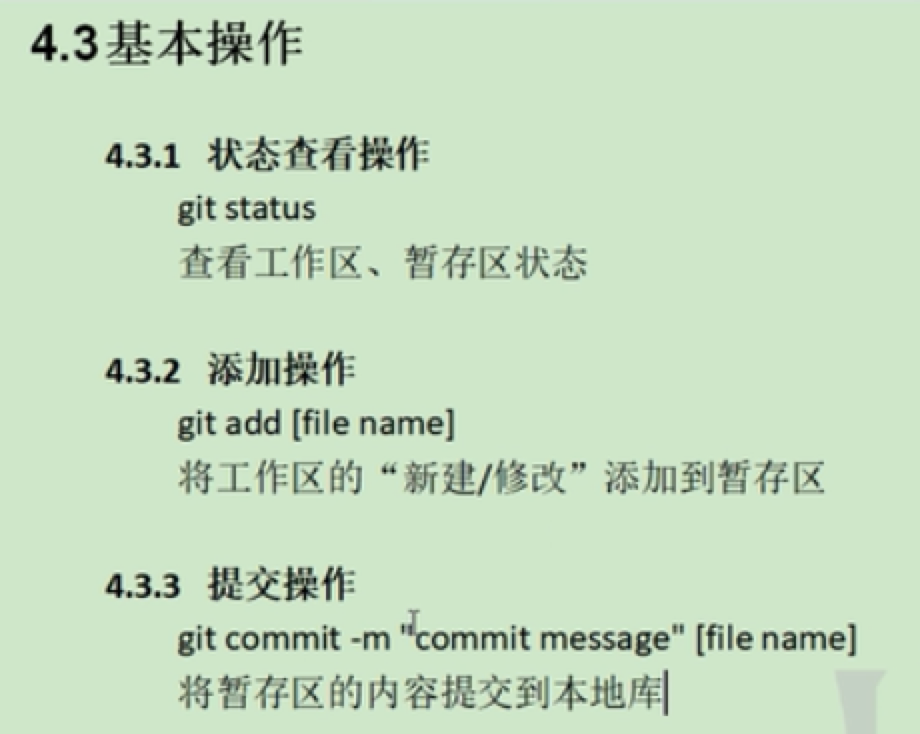 4.3基本操作
4.3.1 状态查看操作
git status
查看工作区、暂存区状态
4.3.2 添加操作
git add [file name]
将工作区的“新建/修改”添加到暂存区
4.3.3 提交操作
git commit -m "commit message" [file name]
将暂存区的内容提交到本地库